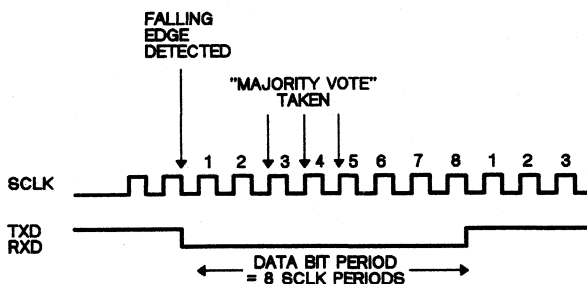 FALLING
EDGE
DETECTED
"MAJORITY VOTE"
TAKEN
1 2 3 4 5 6 7 8 1 2 3
SCLK
TXD
RXD
DATA BIT PERIOD
= 8 SCLK PERIODS